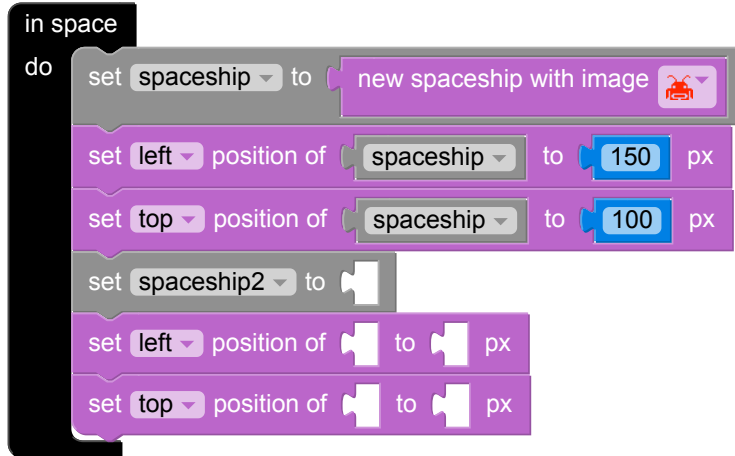 in space
do
set spaceship to new spaceship with image
set left position of spaceship to 150 px
set top position of spaceship to 100 px
set spaceship2 to
set left position of to px
set top position of to px